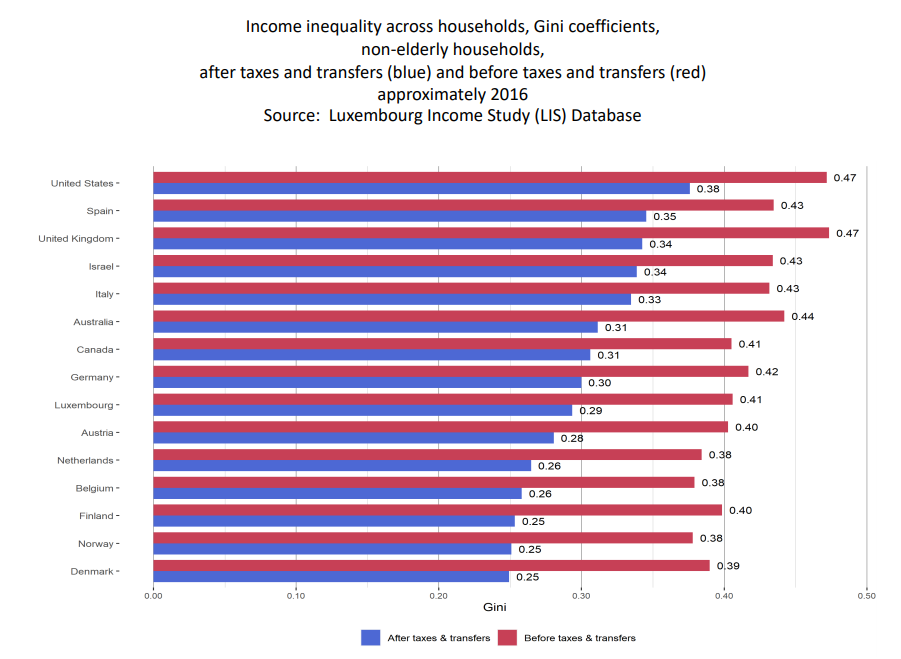 Income inequality across households, Gini coefficients,
non-elderly households,
after taxes and transfers (blue) and before taxes and transfers (red)
approximately 2016
Source:  Luxembourg Income Study (LIS) Database
United States
0.47
0.38
Spain
0.43
0.35
United Kingdom
0.47
0.34
Israel
0.43
0.34
Italy
0.43
0.33
Australia
0.44
0.31
Canada
0.41
0.31
Germany
0.42
0.30
Luxembourg
0.41
0.29
Austria
0.40
0.28
Netherlands
0.38
0.26
Belgium
0.38
0.26
Finland
0.40
0.25
Norway
0.38
0.25
Denmark
0.39
0.25
0.00 0.10 0.20 0.30 0.40 0.50
Gini
After taxes & transfers Before taxes & transfers